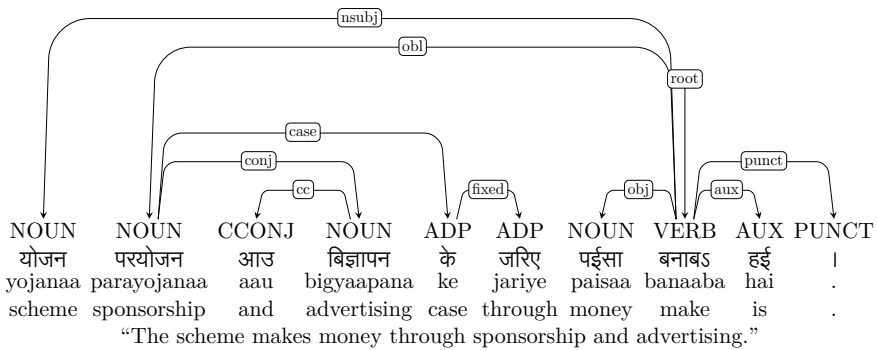 nsubj
obl
root
case
conj
punct
cc
fixed
obj
aux
NOUN NOUN CCONJ NOUN ADP ADP NOUN VERB AUX PUNCT
योजन परयोजन आउ बिज्ञापन के जरिए पईसा बनाबऽ हई ।
yojanaa parayojanaa aau bigyaapana ke jariye paisaa banaaba hai .
scheme sponsorship and advertising case through money make is .
“The scheme makes money through sponsorship and advertising.”